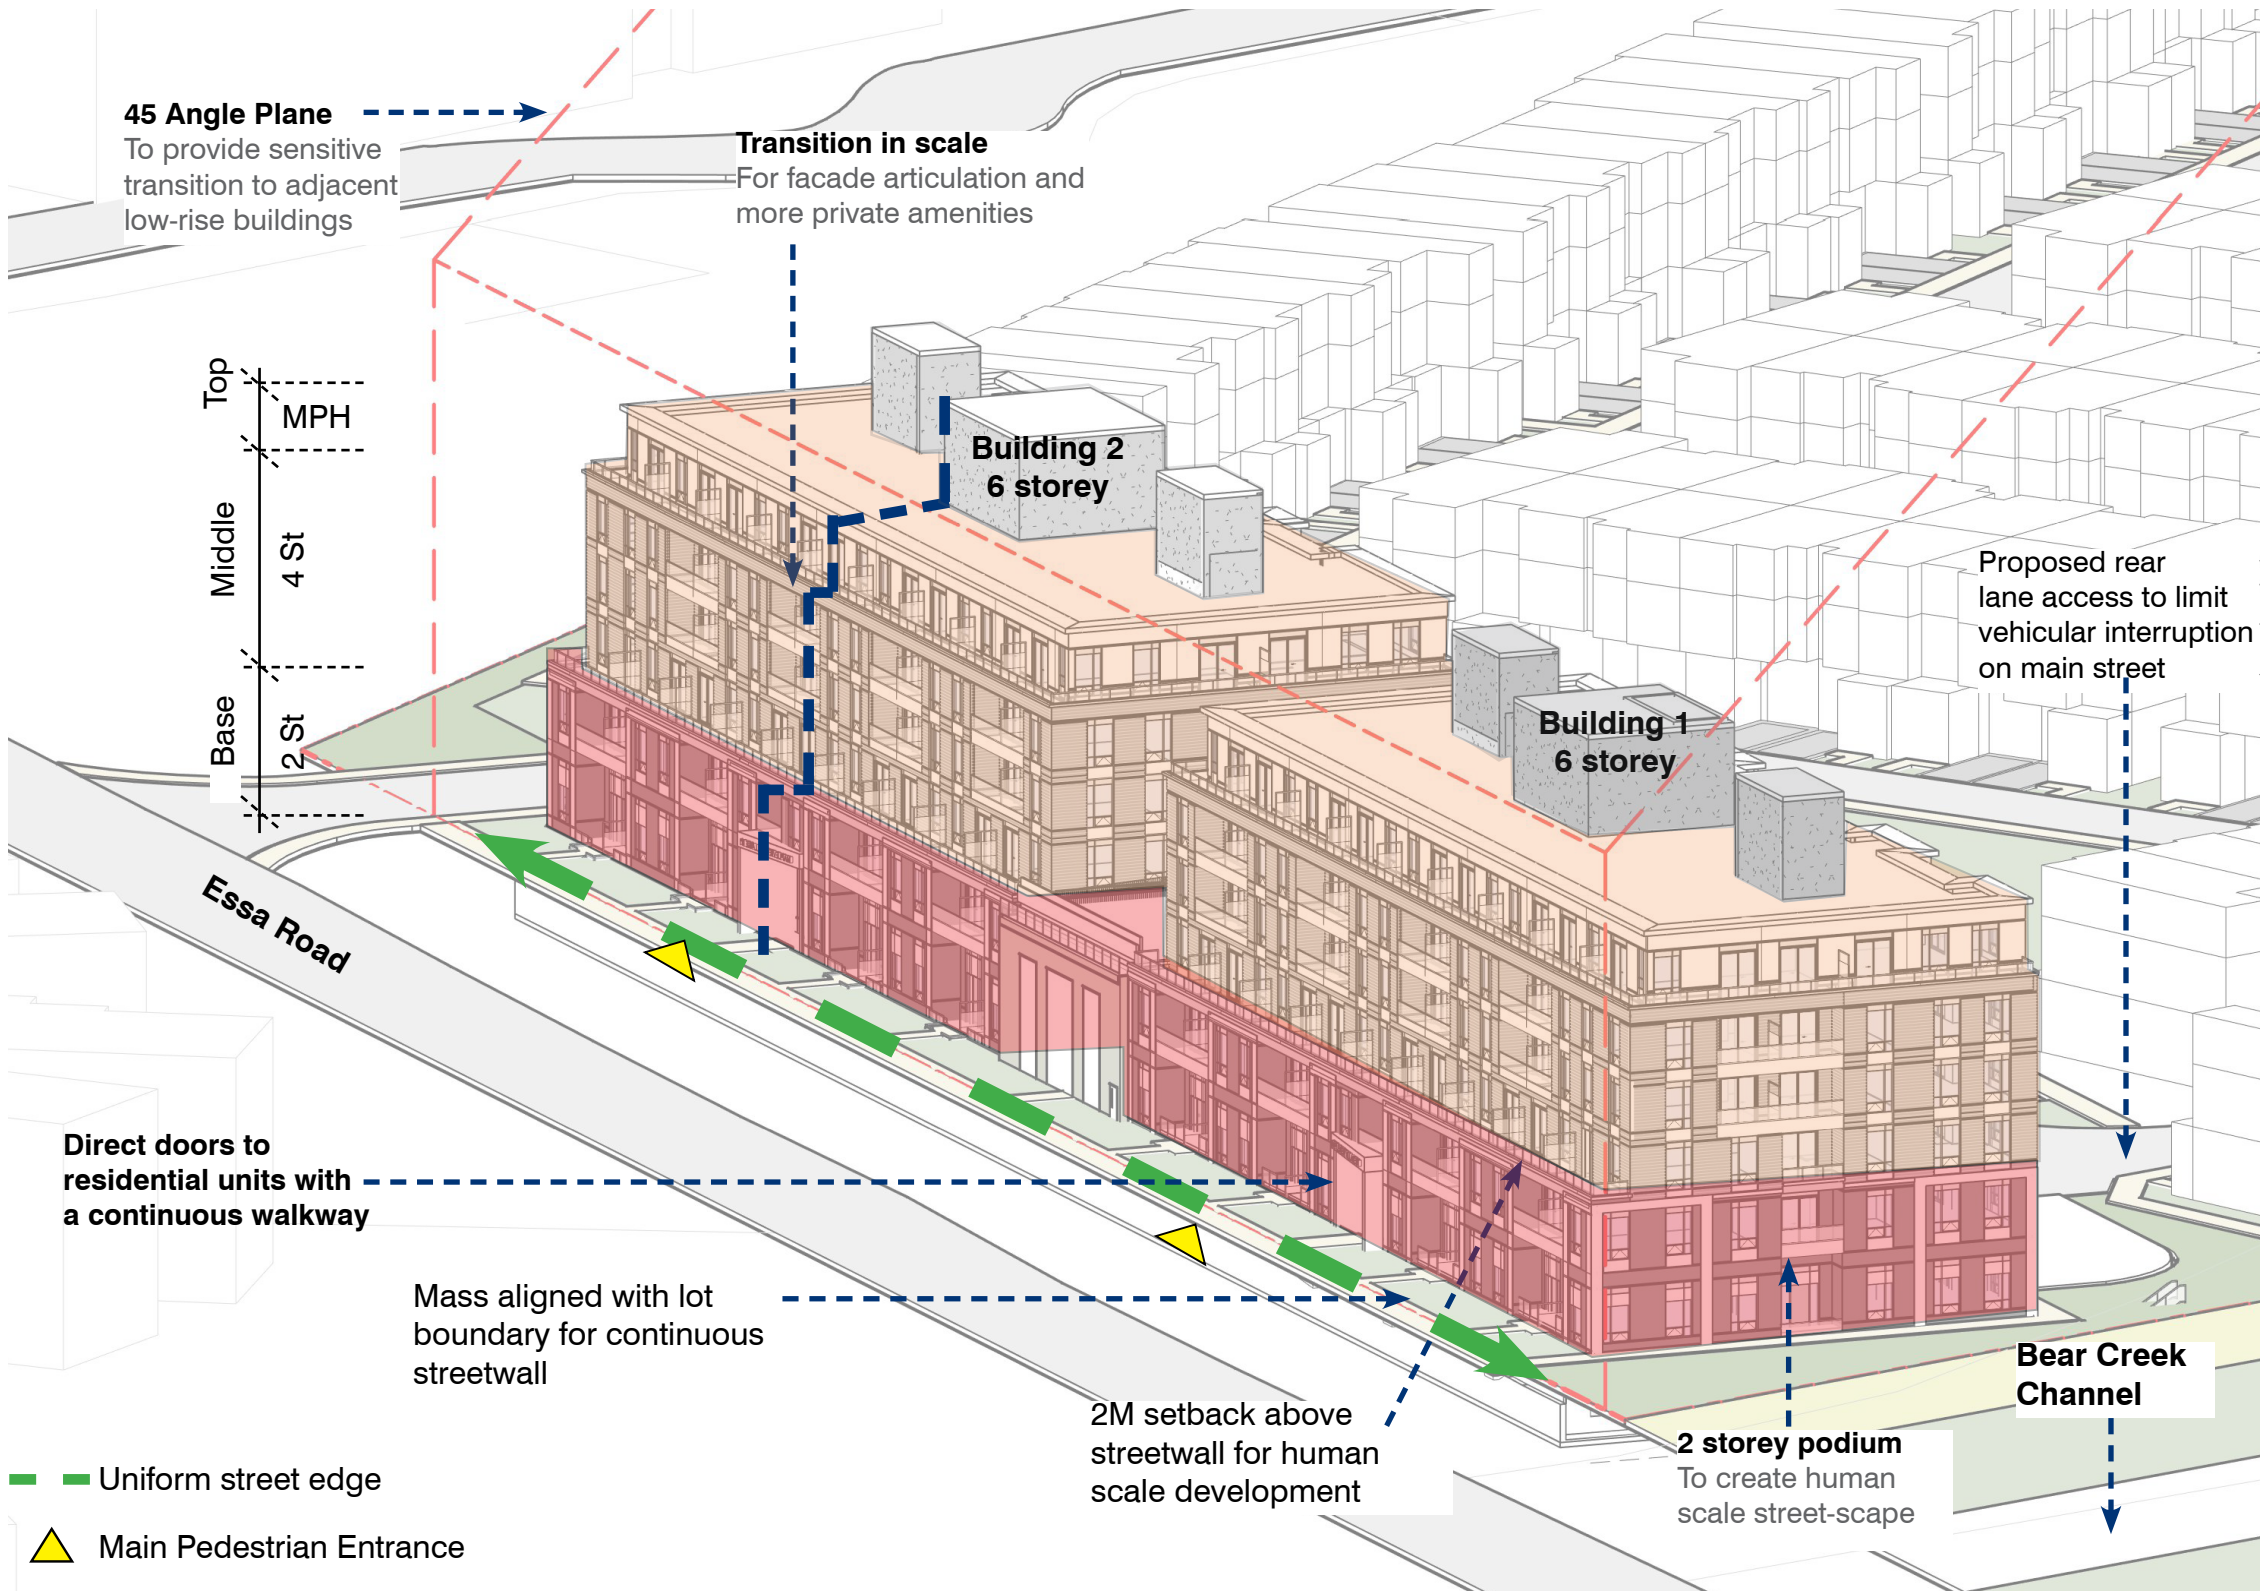 45 Angle Plane
To provide sensitive
transition to adjacent
low-rise buildings
Transition in scale
For facade articulation and
more private amenities
Top
MPH
Middle
4 St
Base
2 St
Building 2
6 storey
Building 1
6 storey
Proposed rear
lane access to limit
vehicular interruption
on main street
Essa Road
Direct doors to
residential units with
a continuous walkway
Mass aligned with lot
boundary for continuous
streetwall
2M setback above
streetwall for human
scale development
2 storey podium
To create human
scale street-scape
Bear Creek
Channel
Uniform street edge
Main Pedestrian Entrance